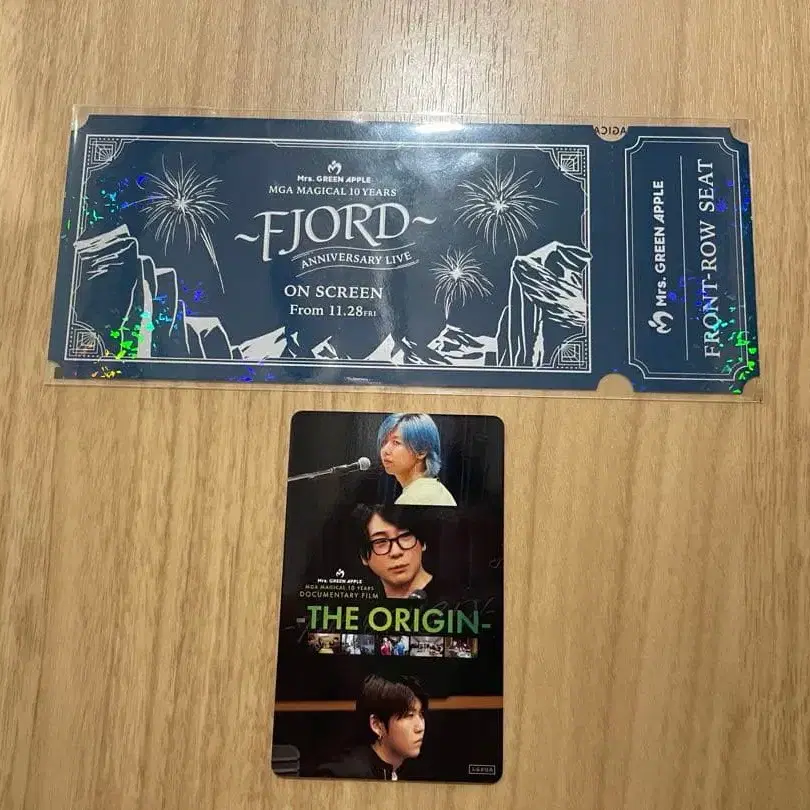 Mrs. GREEN APPLE
MGA MAGICAL 10 YEARS
~FJORD~
ANNIVERSARY LIVE
ON SCREEN
From 11.28FRI
Mrs. GREEN APPLE
FRONT-ROW SEAT
Mrs. GREEN APPLE
MGA MAGICAL 10 YEARS
DOCUMENTARY FILM
-THE ORIGIN-